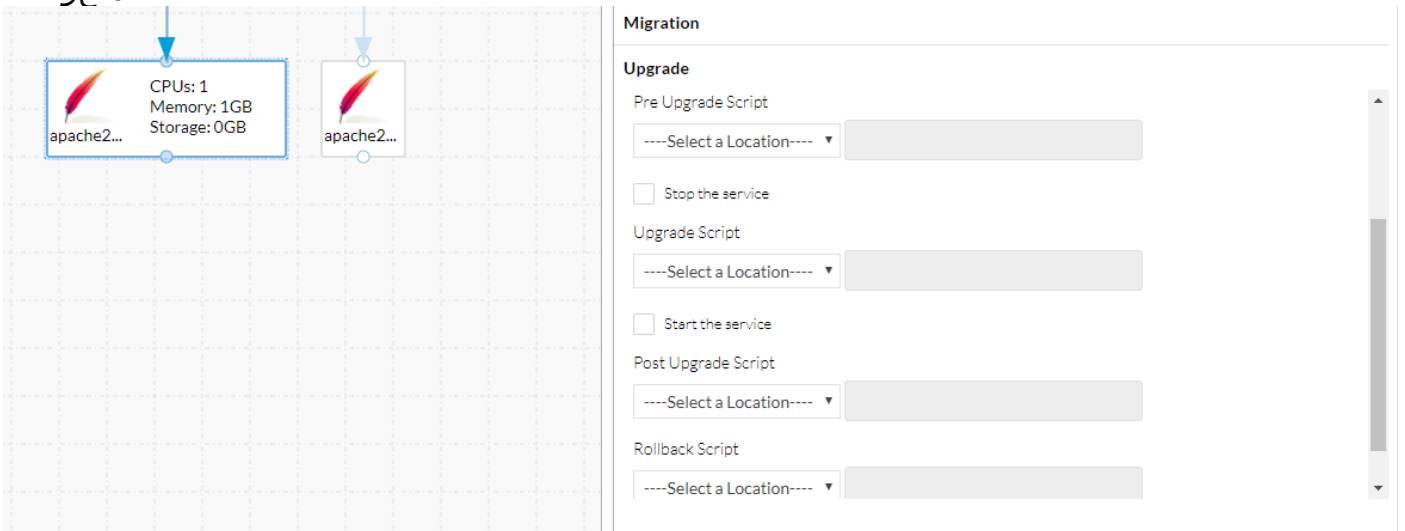 CPUs: 1
Memory: 1GB
Storage: 0GB
apache2...
apache2...
Migration
Upgrade
Pre Upgrade Script
----Select a Location----
Stop the service
Upgrade Script
----Select a Location----
Start the service
Post Upgrade Script
----Select a Location----
Rollback Script
----Select a Location----